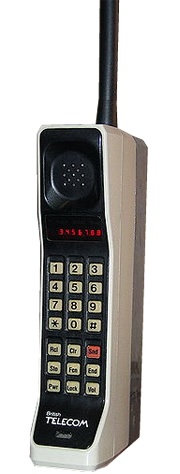 3456788
1 2 3
4 5 6
7 8 9
* 0 #
Rcl Clr Snd
Sto Fcn End
Pwr Lock Vol
British
TELECOM